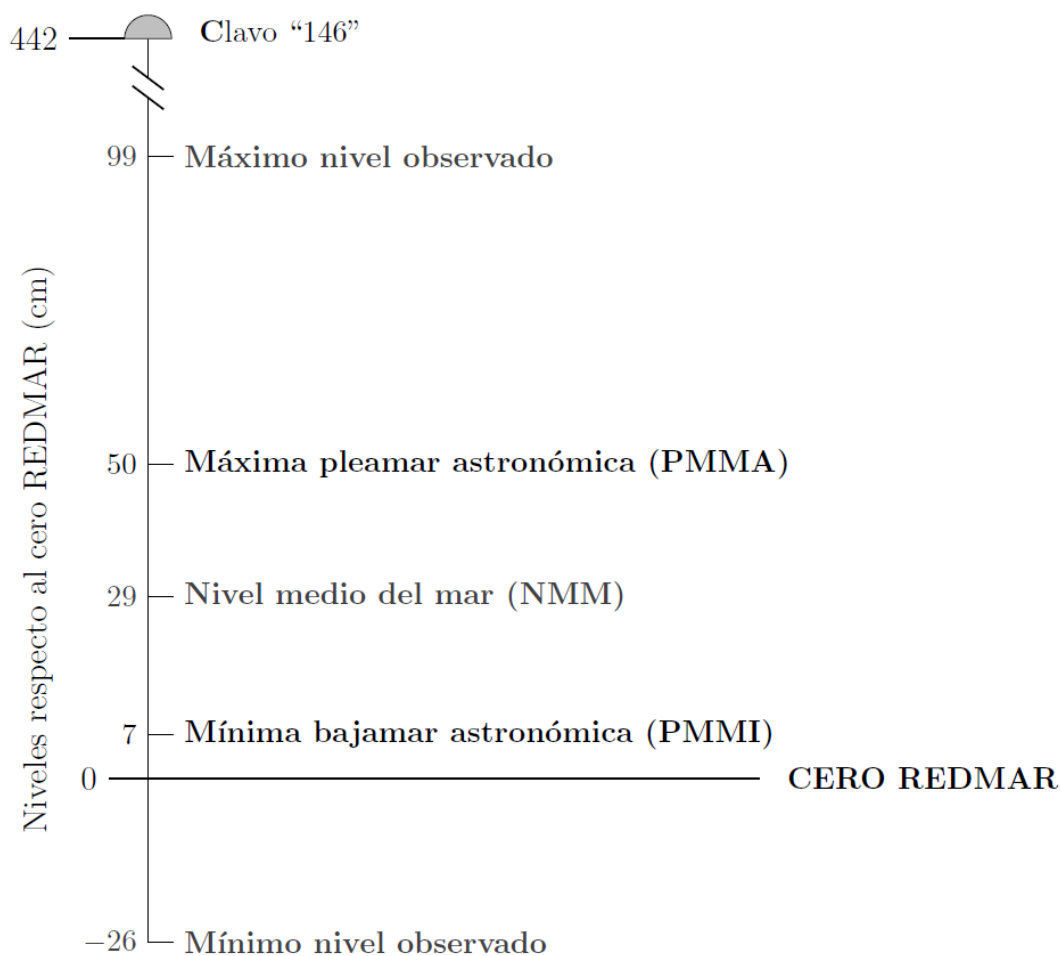 442 Clavo “146”
99 Máximo nivel observado
Niveles respecto al cero REDMAR (cm)
50 Máxima pleamar astronómica (PMMA)
29 Nivel medio del mar (NMM)
7 Mínima bajamar astronómica (PMMI)
0 CERO REDMAR
−26 Mínimo nivel observado